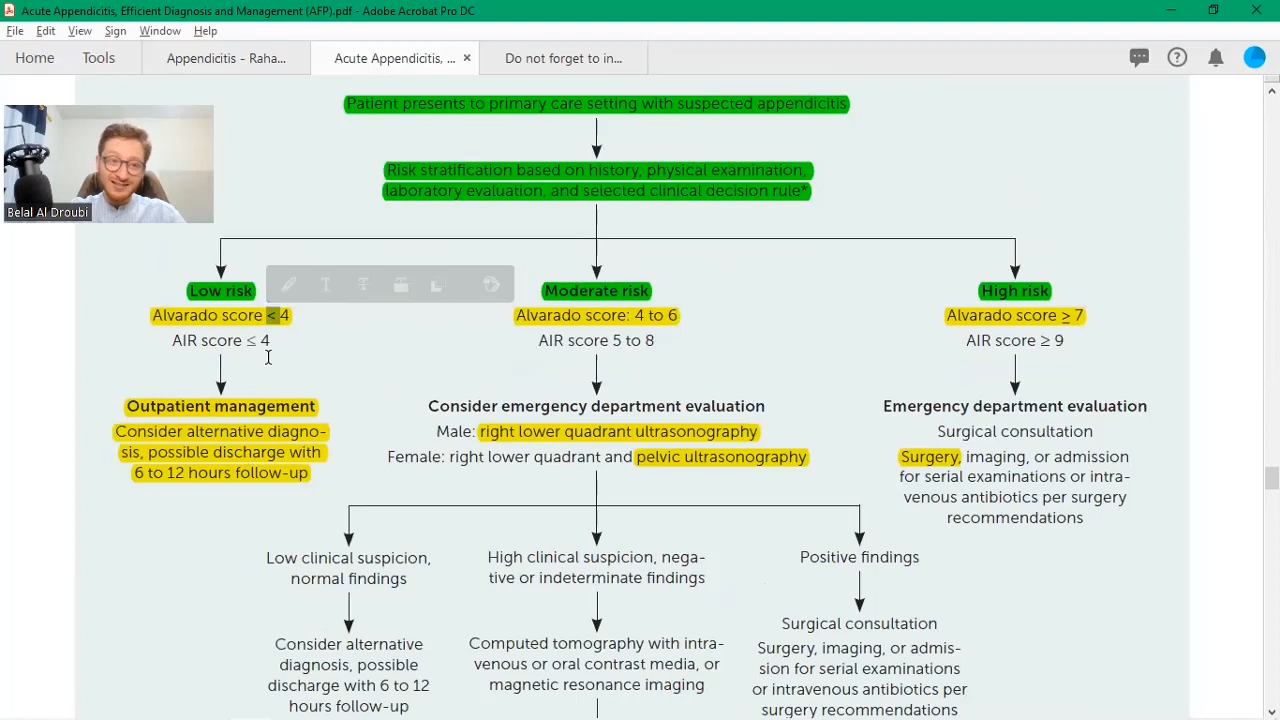 Acute Appendicitis, Efficient Diagnosis and Management (AFP).pdf - Adobe Acrobat Pro DC
File Edit View Sign Window Help
Home Tools Appendicitis - Raha... Acute Appendicitis, ... × Do not forget to in...
Patient presents to primary care setting with suspected appendicitis
Risk stratification based on history, physical examination,
laboratory evaluation, and selected clinical decision rule*
Belal Al Droubi
Low risk
Alvarado score < 4
AIR score ≤ 4
Outpatient management
Consider alternative diagno-
sis, possible discharge with
6 to 12 hours follow-up
Moderate risk
Alvarado score: 4 to 6
AIR score 5 to 8
Consider emergency department evaluation
Male: right lower quadrant ultrasonography
Female: right lower quadrant and pelvic ultrasonography
High risk
Alvarado score ≥ 7
AIR score ≥ 9
Emergency department evaluation
Surgical consultation
Surgery, imaging, or admission
for serial examinations or intra-
venous antibiotics per surgery
recommendations
Low clinical suspicion,
normal findings
Consider alternative
diagnosis, possible
discharge with 6 to 12
hours follow-up
High clinical suspicion, nega-
tive or indeterminate findings
Computed tomography with intra-
venous or oral contrast media, or
magnetic resonance imaging
Positive findings
Surgical consultation
Surgery, imaging, or admis-
sion for serial examinations
or intravenous antibiotics per
surgery recommendations